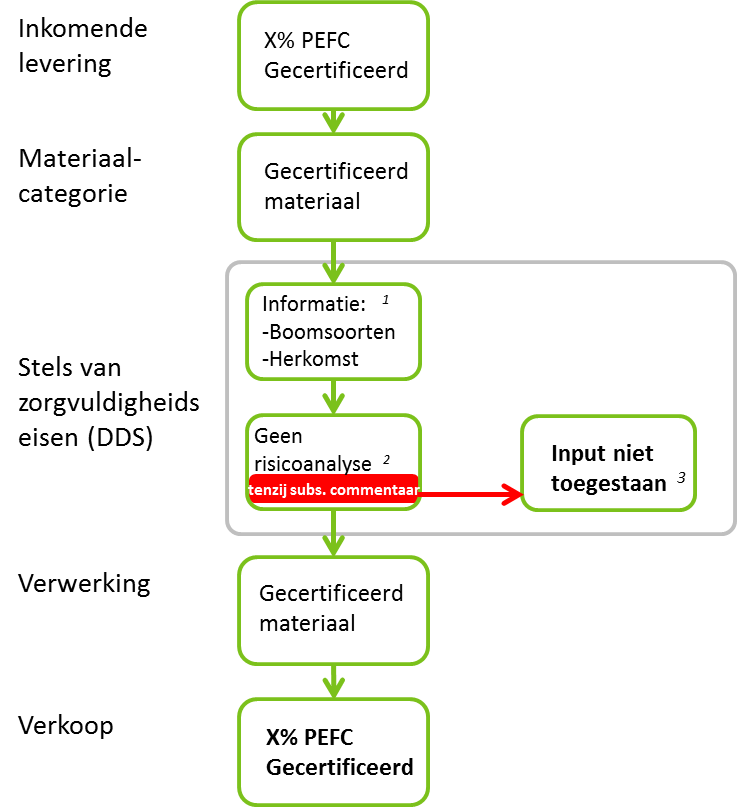 Inkomende
levering
X% PEFC
Gecertificeerd
Materiaal-
categorie
Gecertificeerd
materiaal
Stels van
zorgvuldigheids
eisen (DDS)
Informatie: 1
-Boomsoorten
-Herkomst
Geen
risicoanalyse 2
tenzij subs. commentaar
Input niet
toegestaan 3
Verwerking
Gecertificeerd
materiaal
Verkoop
X% PEFC
Gecertificeerd